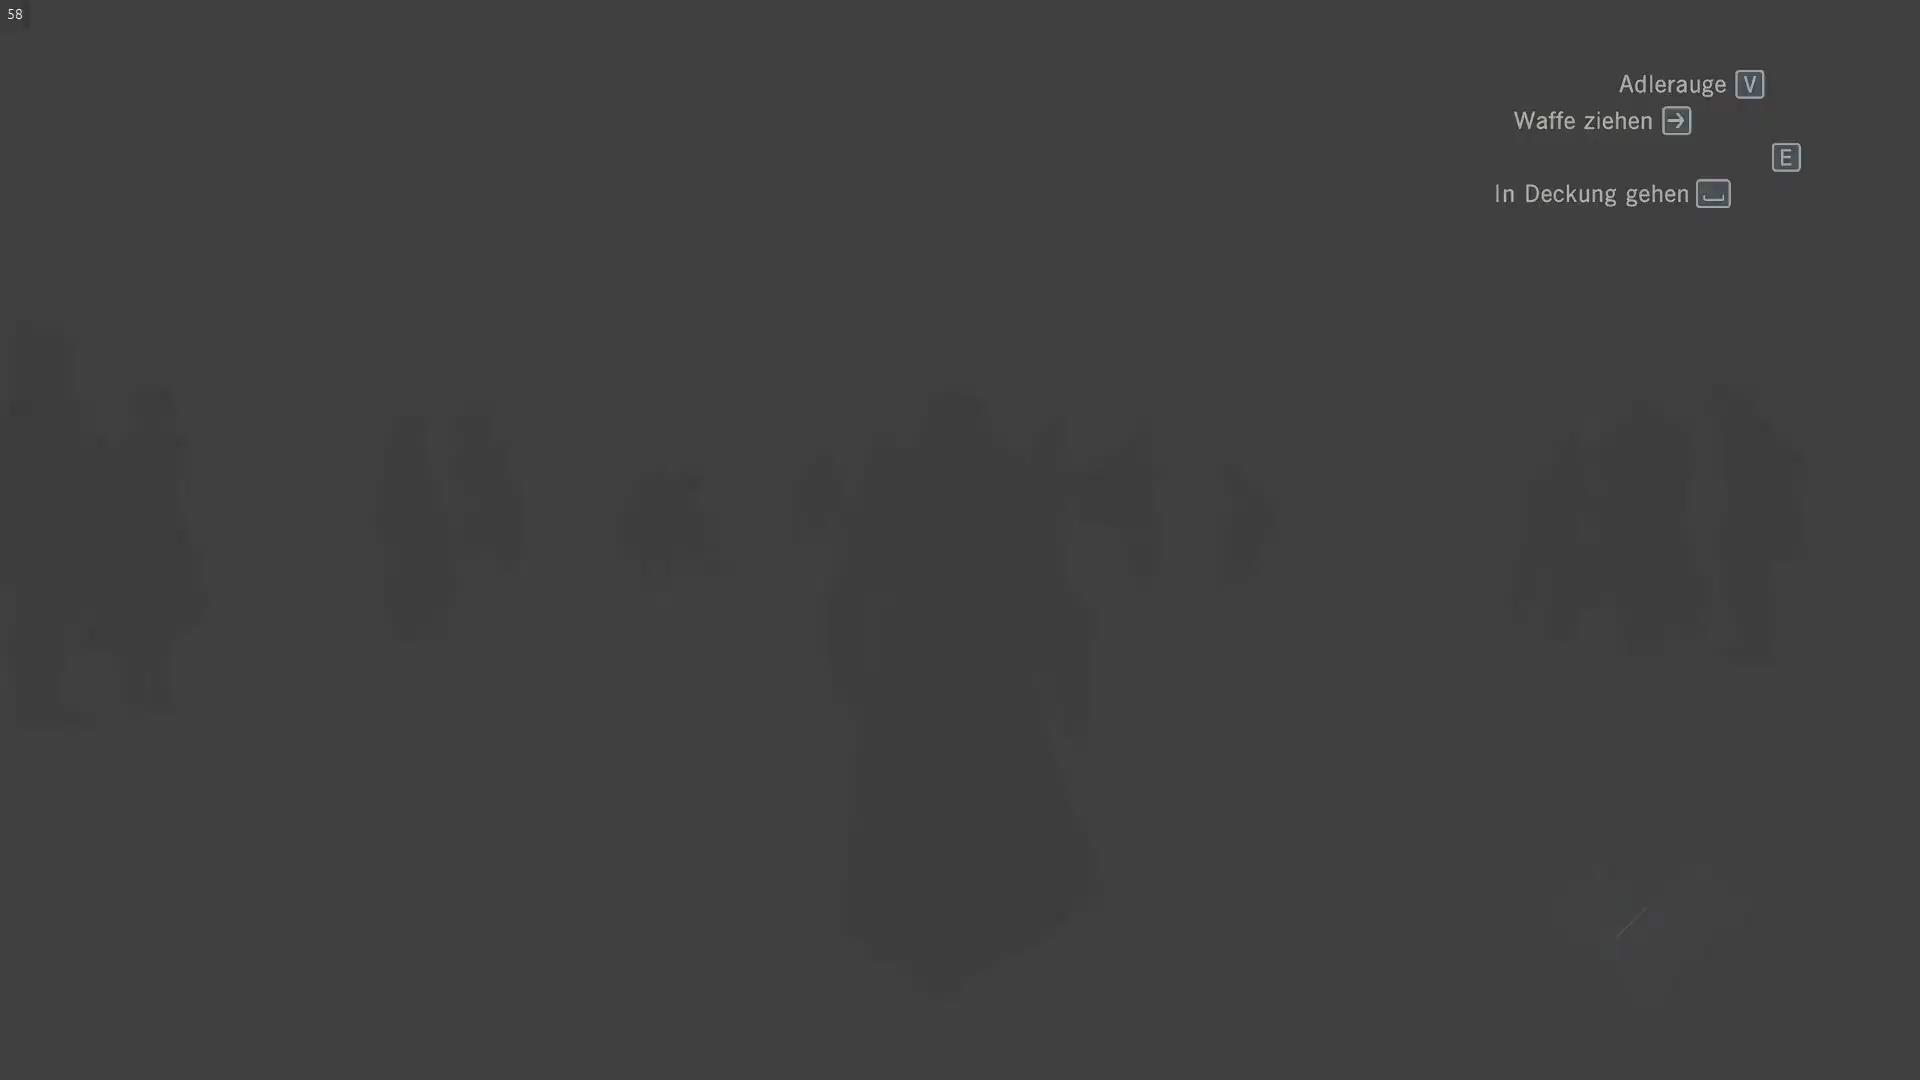 58
Adlerauge V
Waffe ziehen →
E
In Deckung gehen